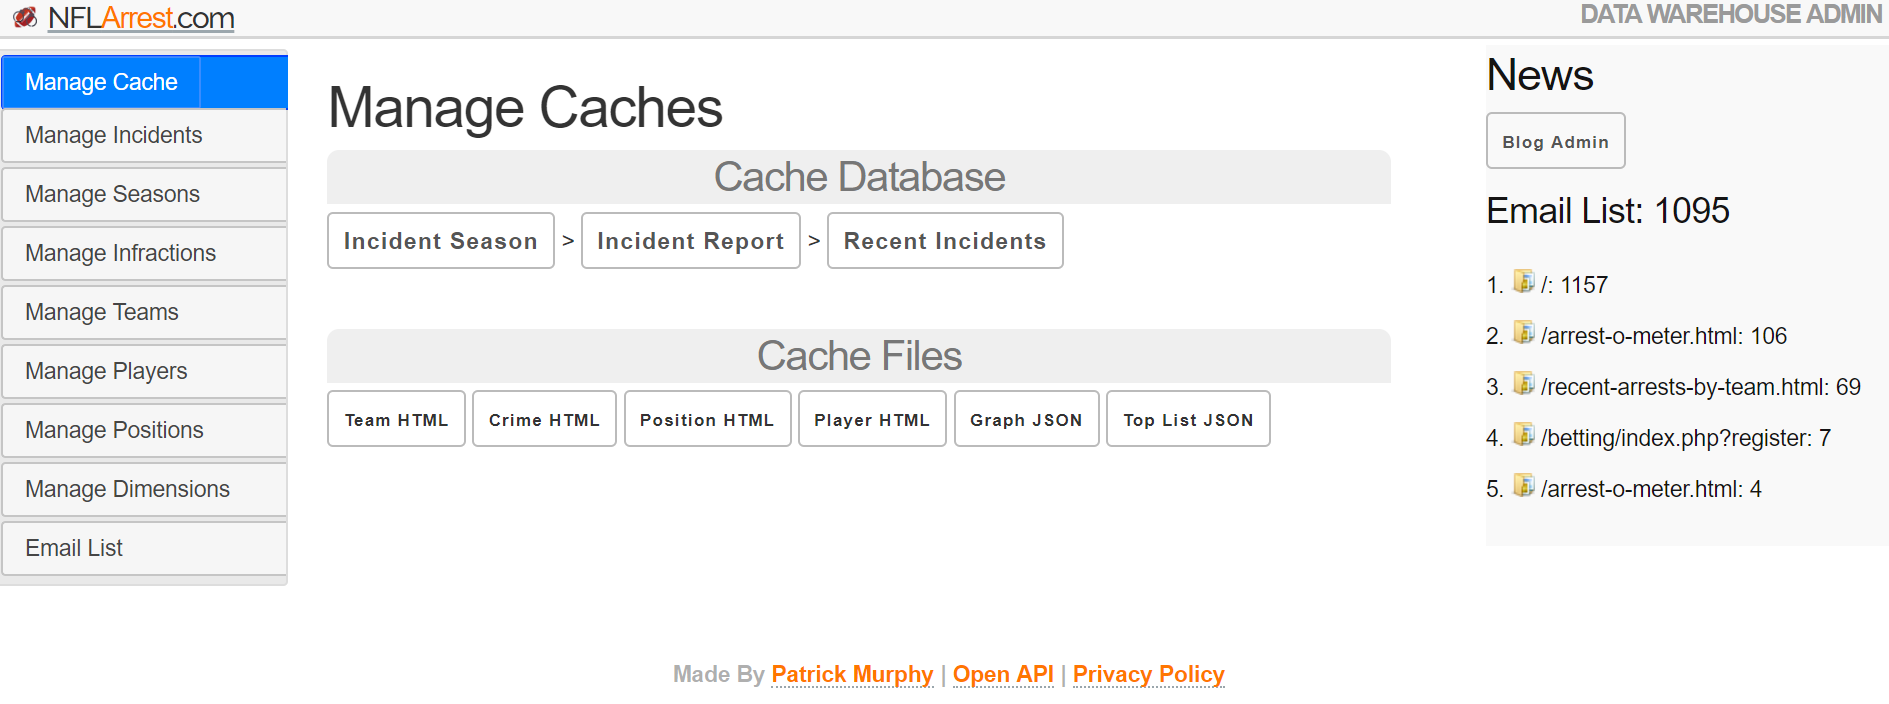 NFLArrest.com
DATA WAREHOUSE ADMIN
Manage Cache
Manage Incidents
Manage Seasons
Manage Infractions
Manage Teams
Manage Players
Manage Positions
Manage Dimensions
Email List
Manage Caches
Cache Database
Incident Season > Incident Report > Recent Incidents
Cache Files
Team HTML Crime HTML Position HTML Player HTML Graph JSON Top List JSON
News
Blog Admin
Email List: 1095
1. /: 1157
2. /arrest-o-meter.html: 106
3. /recent-arrests-by-team.html: 69
4. /betting/index.php?register: 7
5. /arrest-o-meter.html: 4
Made By Patrick Murphy | Open API | Privacy Policy